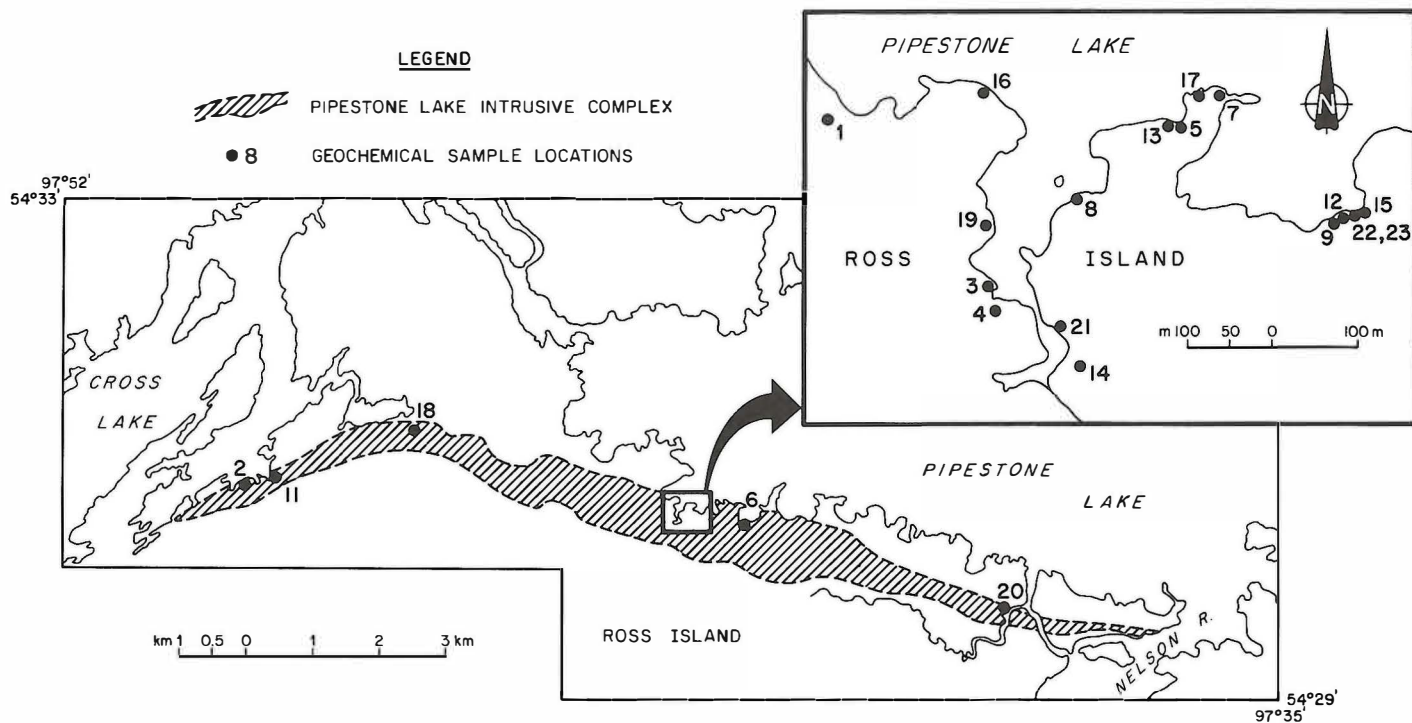 LEGEND
PIPESTONE LAKE INTRUSIVE COMPLEX
8 GEOCHEMICAL SAMPLE LOCATIONS
97°52'
54°33'
CROSS
LAKE
18
2
11
6
20
PIPESTONE
LAKE
ROSS ISLAND
NELSON R.
km 1 0.5 0 1 2 3 km
54°29'
97°35'
PIPESTONE LAKE
N
16
17
7
1
13
5
8
19
12
15
9
22,23
ROSS ISLAND
3
4
21
14
m 100 50 0 100 m